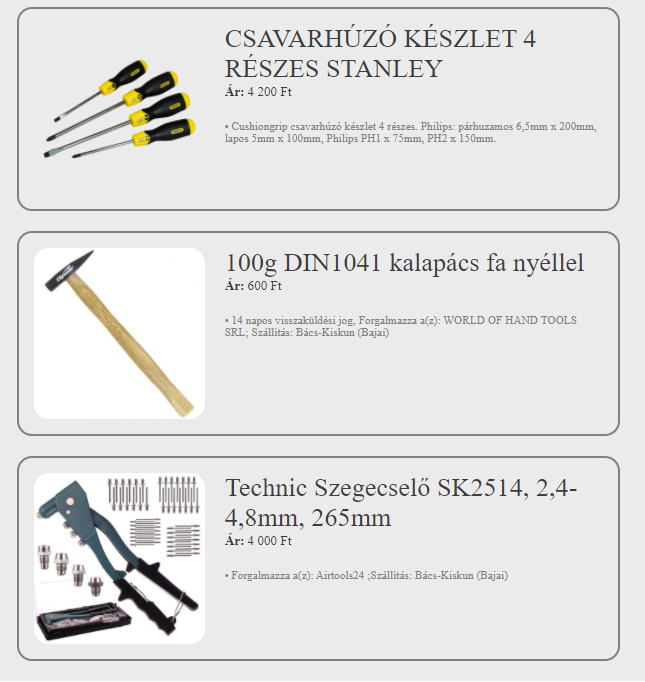 CSAVARHÚZÓ KÉSZLET 4
RÉSZES STANLEY
Ár: 4 200 Ft
• Cushiongrip csavarhúzó készlet 4 részes. Philips: párhuzamos 6,5mm x 200mm,
lapos 5mm x 100mm, Philips PH1 x 75mm, PH2 x 150mm.
100g DIN1041 kalapács fa nyéllel
Ár: 600 Ft
• 14 napos visszaküldési jog, Forgalmazza a(z): WORLD OF HAND TOOLS
SRL; Szállítás: Bács-Kiskun (Bajai)
Technic Szegecselő SK2514, 2,4-
4,8mm, 265mm
Ár: 4 000 Ft
• Forgalmazza a(z): Airtools24 ;Szállítás: Bács-Kiskun (Bajai)